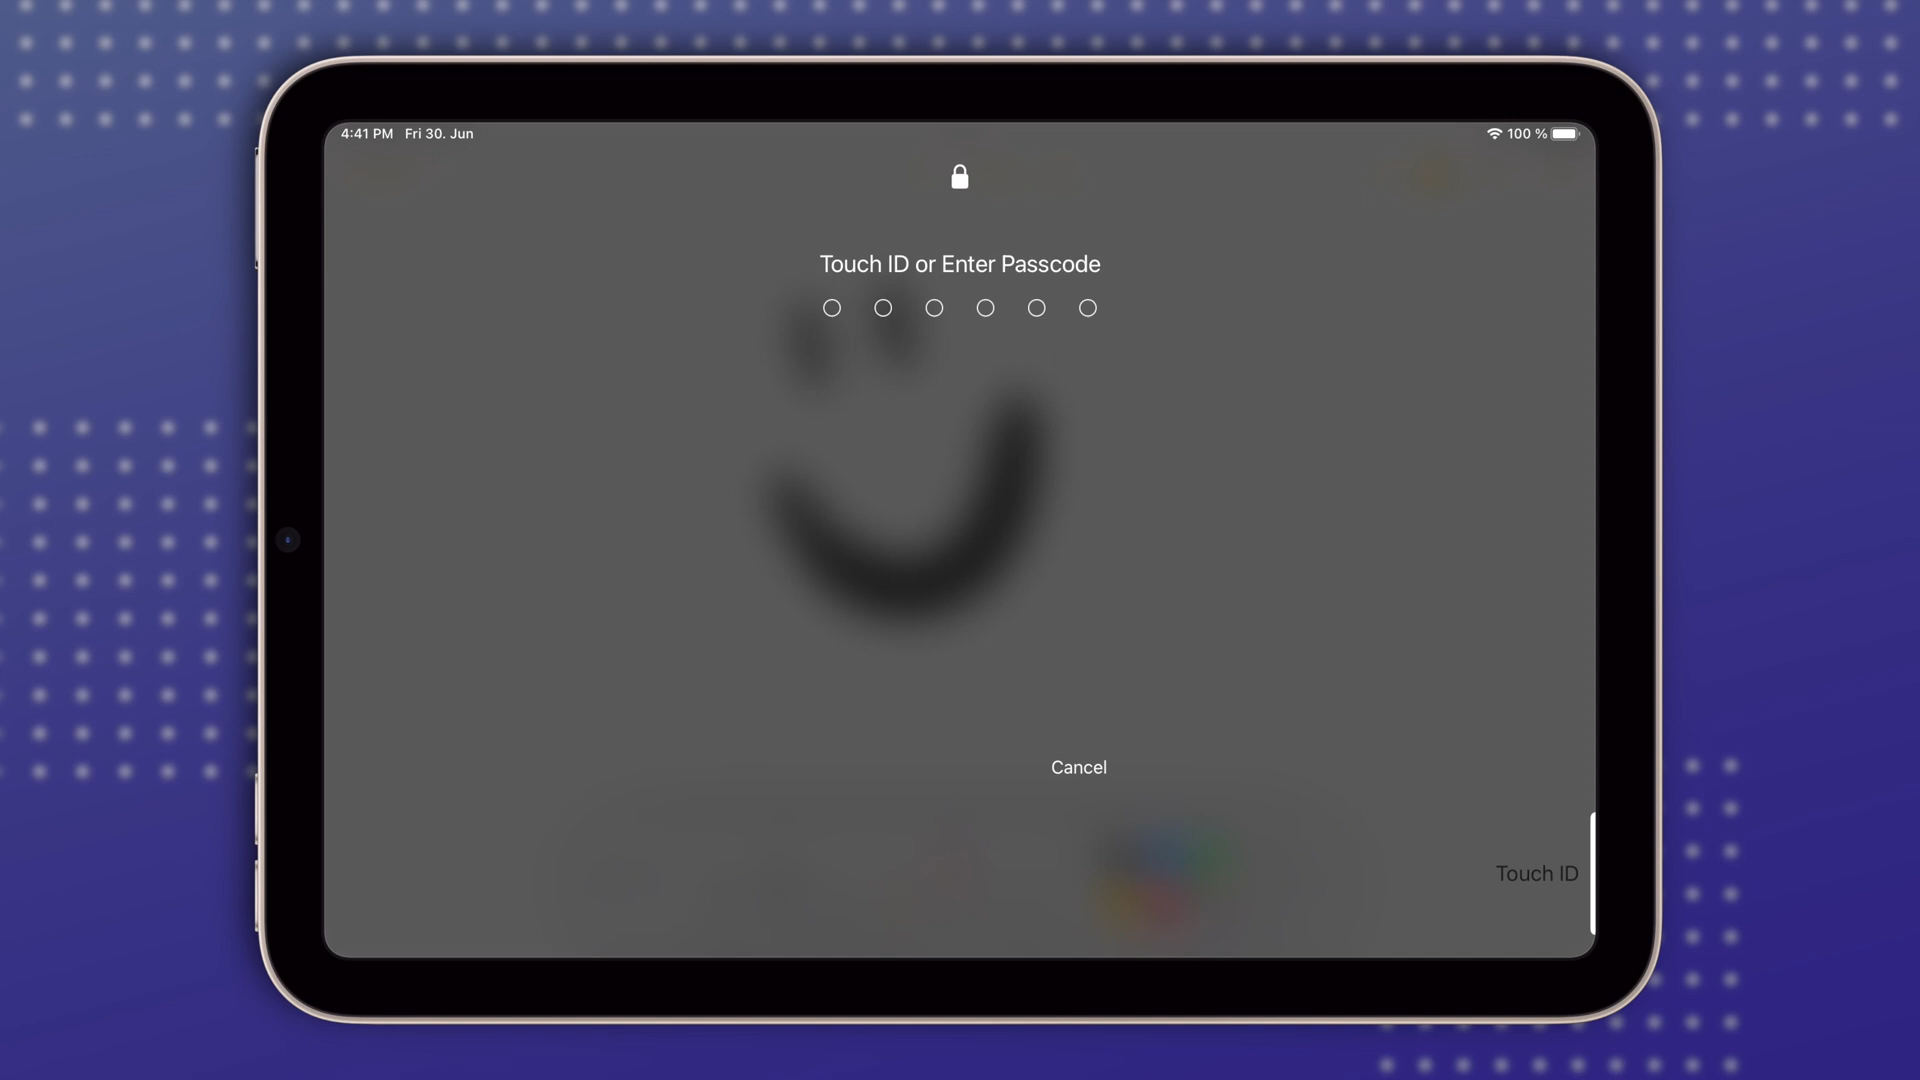 4:41 PM Fri 30. Jun
100 %
Touch ID or Enter Passcode
Cancel
Touch ID